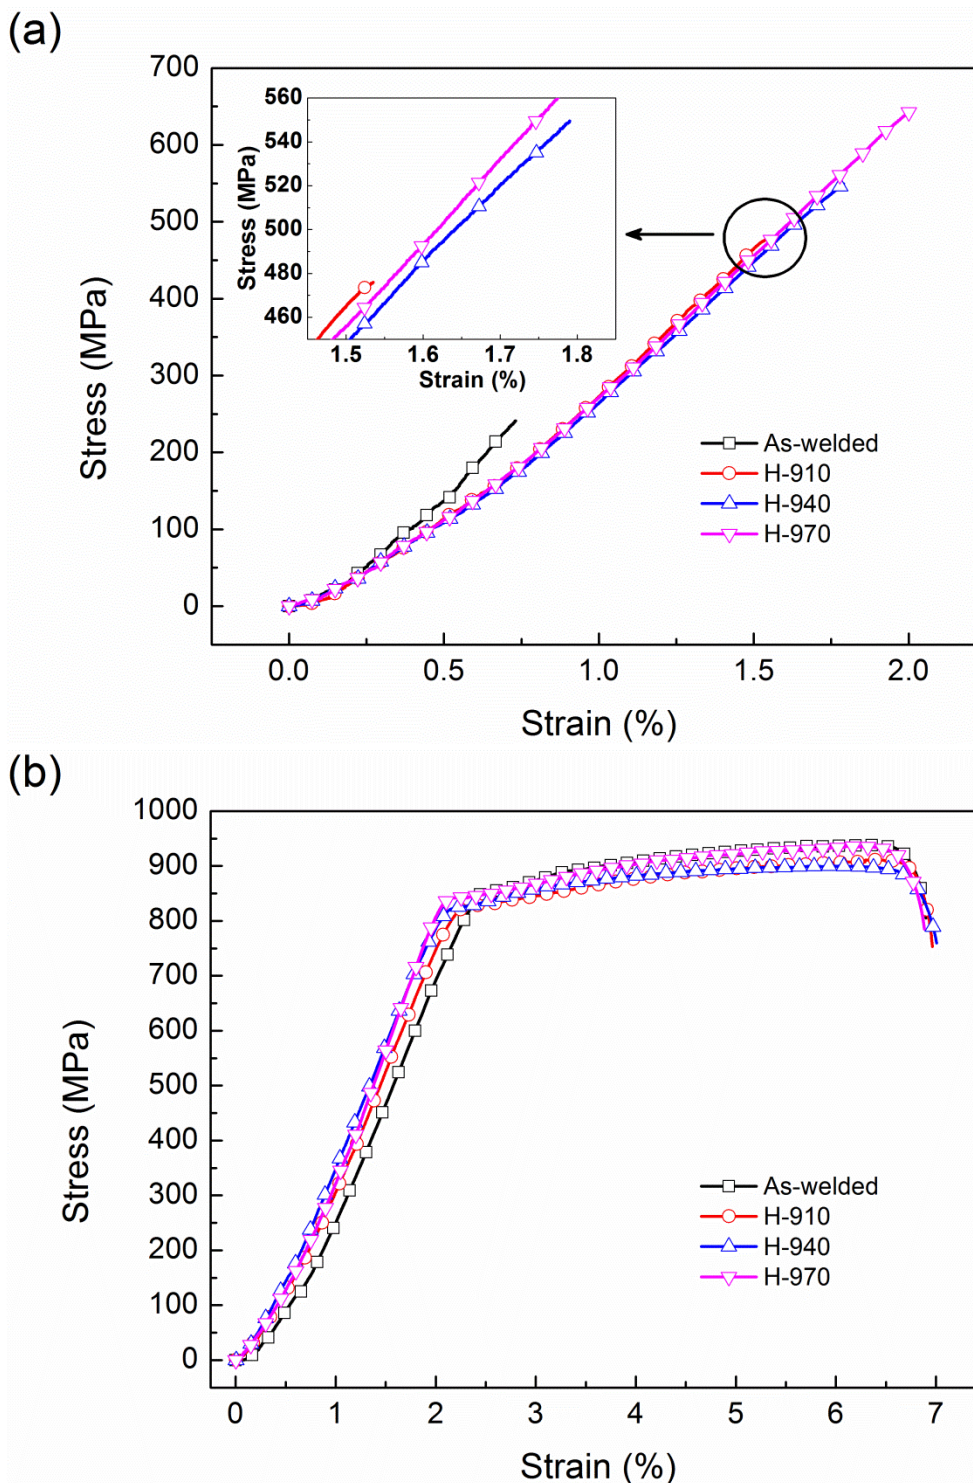 (a)
700
600
500
400
300
200
100
0
Stress (MPa)
0.0 0.5 1.0 1.5 2.0
Strain (%)
560
540
520
500
480
460
Stress (MPa)
1.5 1.6 1.7 1.8
Strain (%)
As-welded
H-910
H-940
H-970
(b)
1000
900
800
700
600
500
400
300
200
100
0
Stress (MPa)
As-welded
H-910
H-940
H-970
0 1 2 3 4 5 6 7
Strain (%)